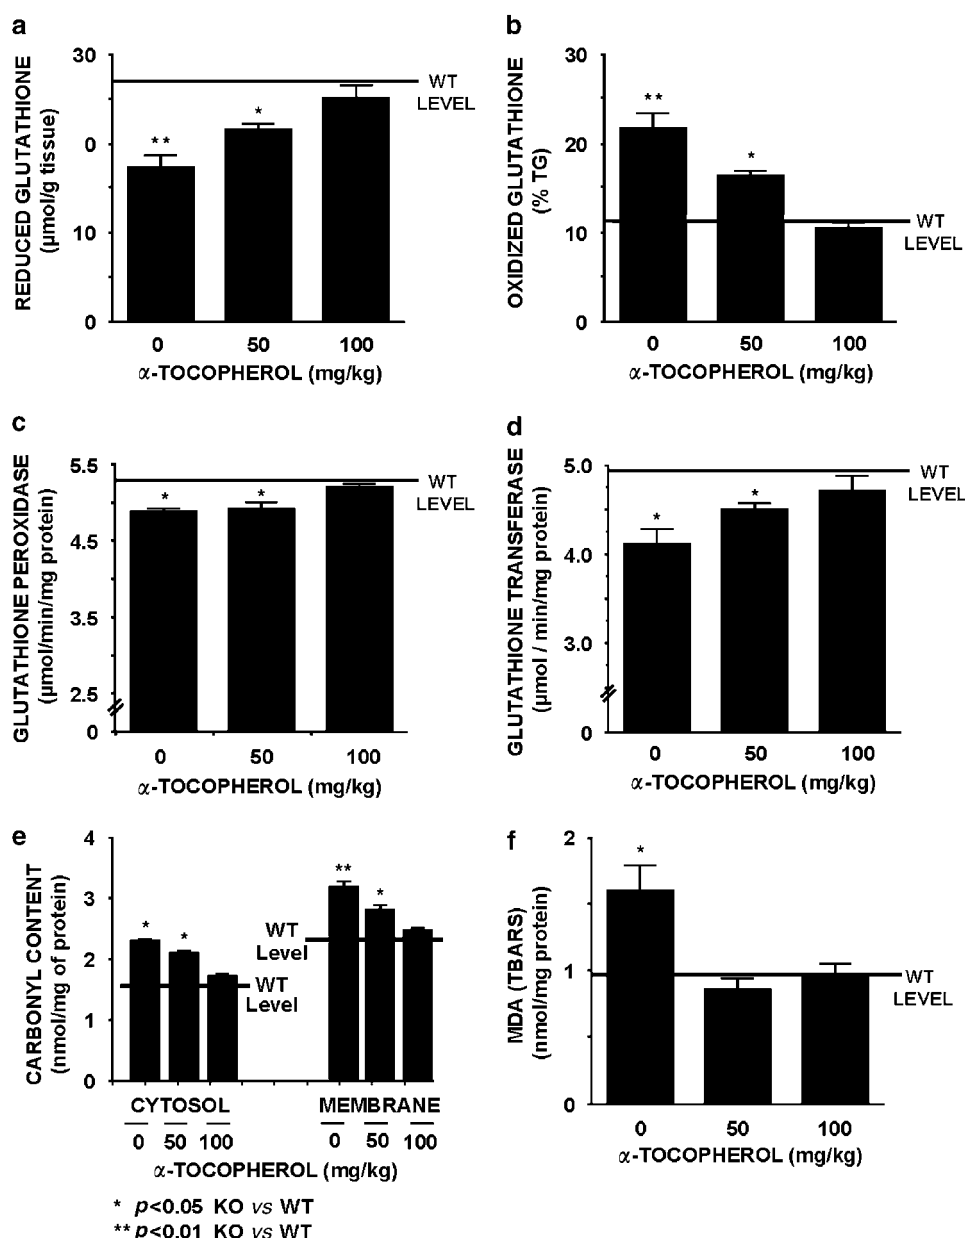 a
REDUCED GLUTATHIONE
(µmol/g tissue)
30
0
10
0
**
*
WT
LEVEL
0 50 100
α-TOCOPHEROL (mg/kg)
b
OXIDIZED GLUTATHIONE
(% TG)
30
20
10
0
**
*
WT
LEVEL
0 50 100
α-TOCOPHEROL (mg/kg)
c
GLUTATHIONE PEROXIDASE
(µmol/min/mg protein)
5.5
4.5
3.5
2.5
0
*
*
WT
LEVEL
0 50 100
α-TOCOPHEROL (mg/kg)
d
GLUTATHIONE TRANSFERASE
(µmol / min/mg protein)
5.0
4.0
3.0
0
*
*
WT
LEVEL
0 50 100
α-TOCOPHEROL (mg/kg)
e
CARBONYL CONTENT
(nmol/mg of protein)
4
3
2
1
0
*
*
WT
Level
**
*
WT
Level
CYTOSOL MEMBRANE
0 50 100 0 50 100
α-TOCOPHEROL (mg/kg)
f
MDA (TBARS)
(nmol/mg protein)
2
1
0
*
WT
LEVEL
0 50 100
α-TOCOPHEROL (mg/kg)
* p<0.05 KO vs WT
** p<0.01 KO vs WT